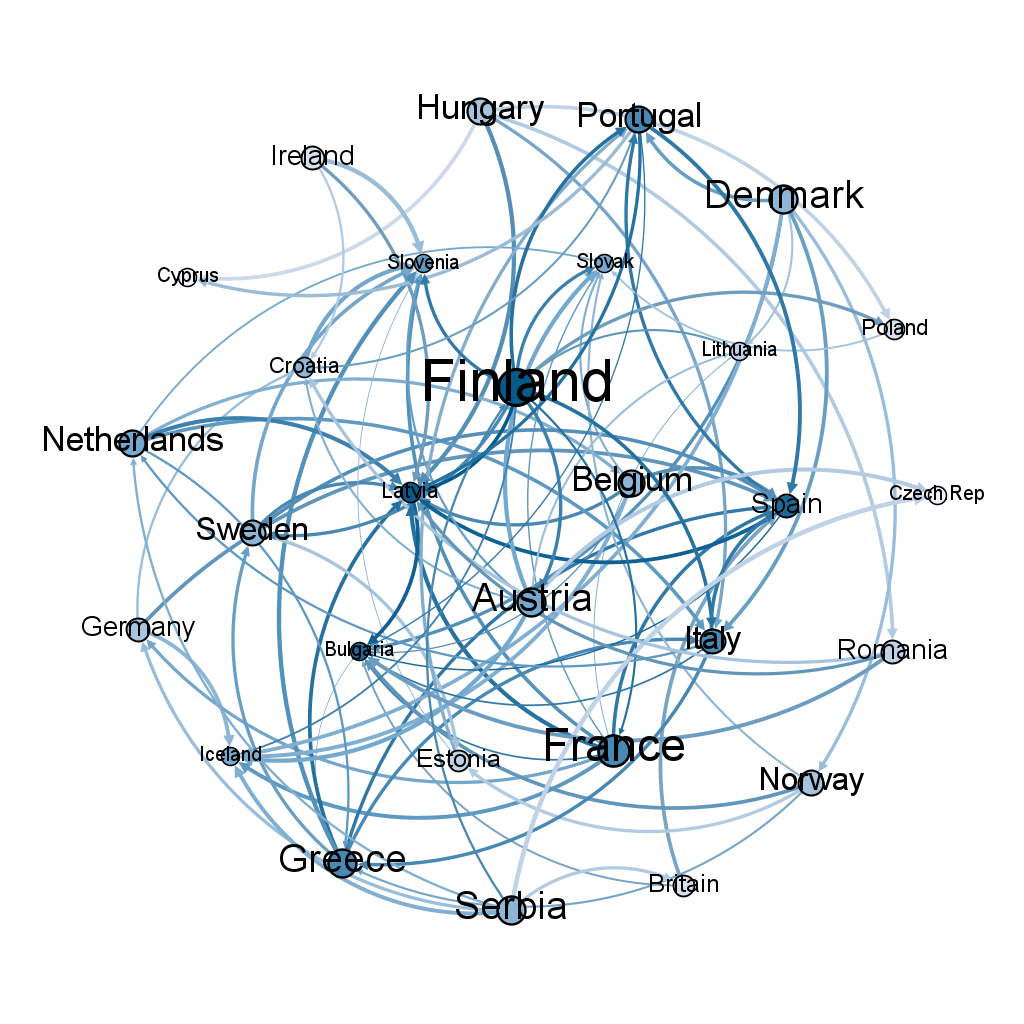 Hungary
Portugal
Ireland
Denmark
Slovenia
Slovak
Cyprus
Poland
Lithuania
Croatia
Finland
Netherlands
Belgium
Latvia
Czech Rep
Spain
Sweden
Austria
Germany
Italy
Bulgaria
Romania
France
Iceland
Estonia
Norway
Greece
Britain
Serbia